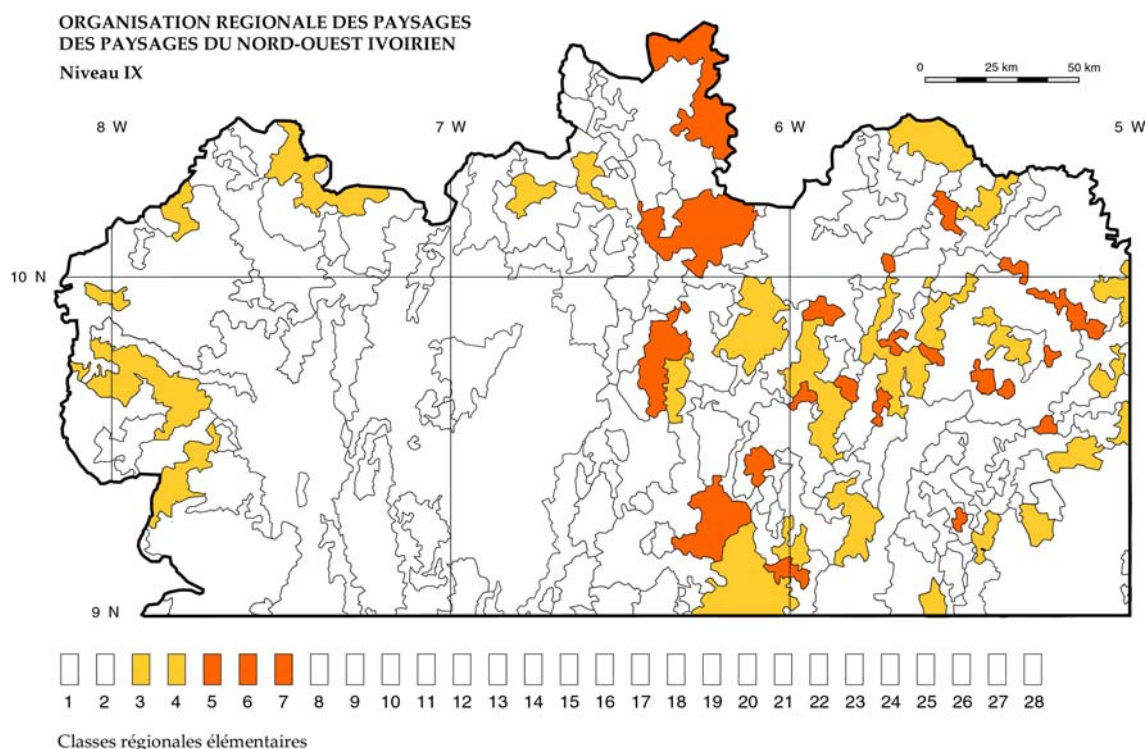 ORGANISATION REGIONALE DES PAYSAGES
DES PAYSAGES DU NORD-OUEST IVOIRIEN
Niveau IX
0 25 km 50 km
8 W 7 W 6 W 5 W
10 N
9 N
1 2 3 4 5 6 7 8 9 10 11 12 13 14 15 16 17 18 19 20 21 22 23 24 25 26 27 28
Classes régionales élémentaires